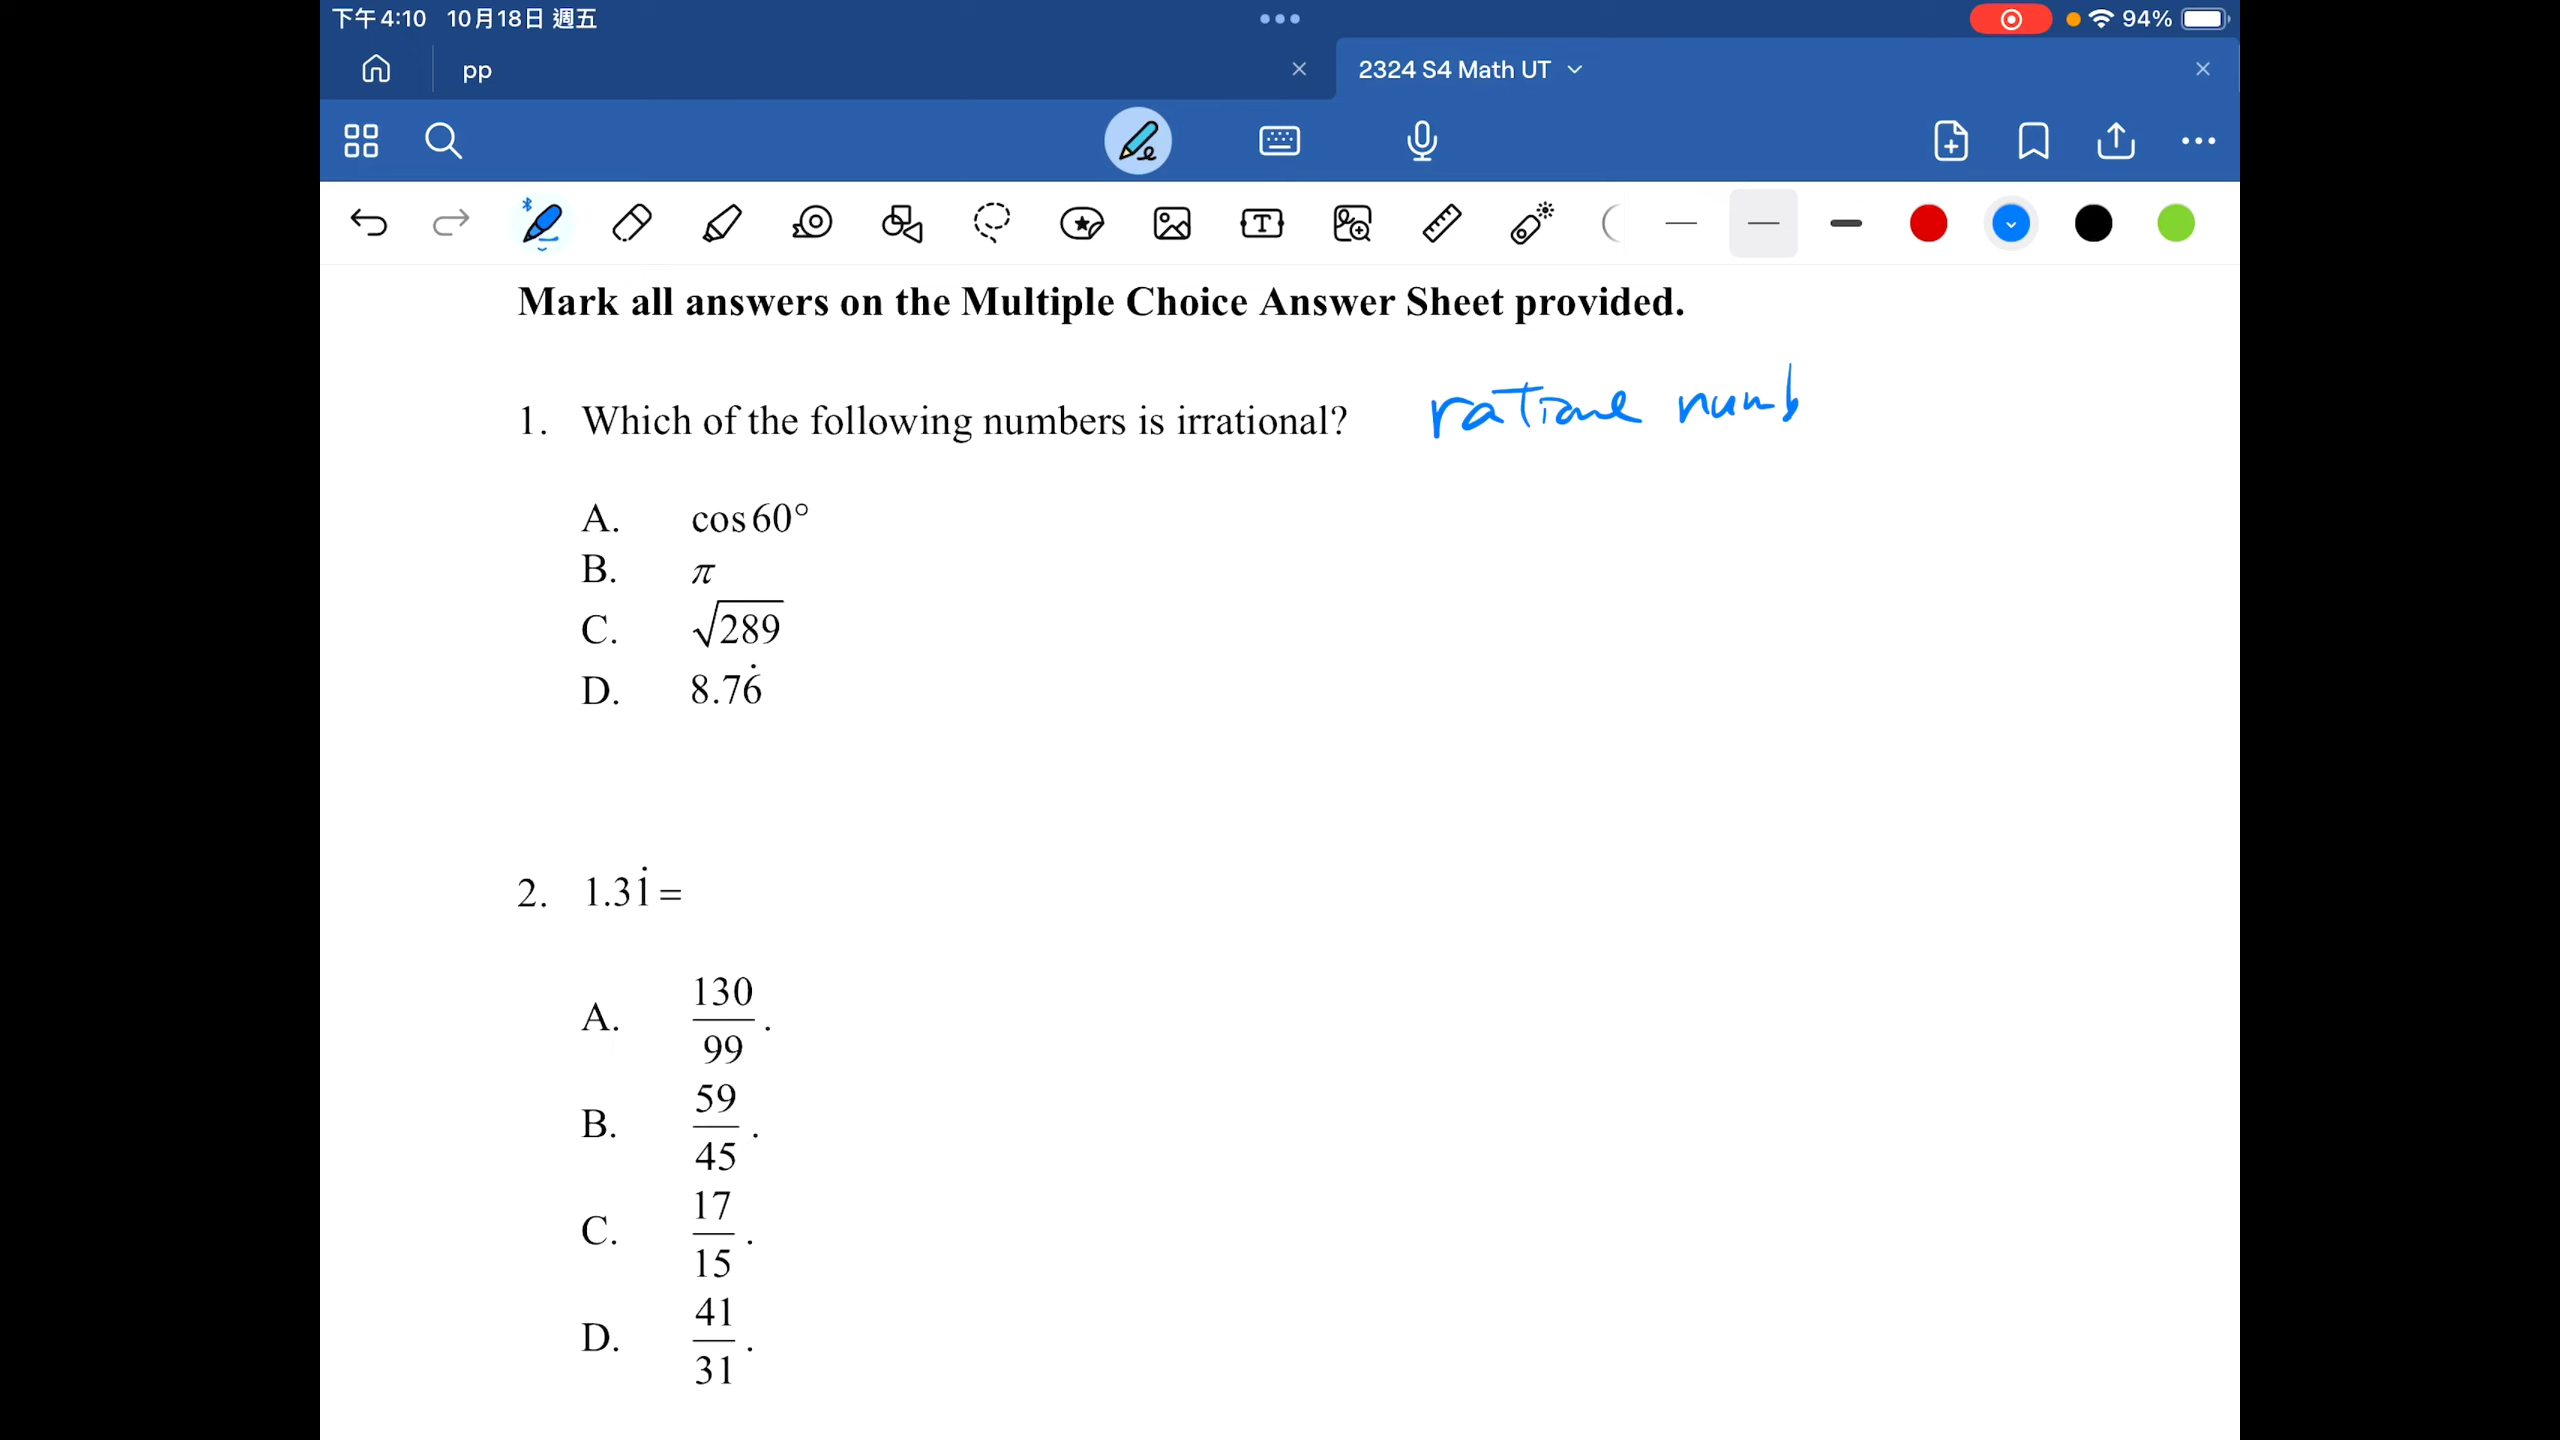 下午4:10 10月18日 週五
94%
pp
2324 S4 Math UT
Mark all answers on the Multiple Choice Answer Sheet provided.
1. Which of the following numbers is irrational? ratione numb
A. cos 60°
B. π
C. √289
D. 8.76̇
2. 1.31̇ =
A. 130/99 .
B. 59/45 .
C. 17/15 .
D. 41/31 .